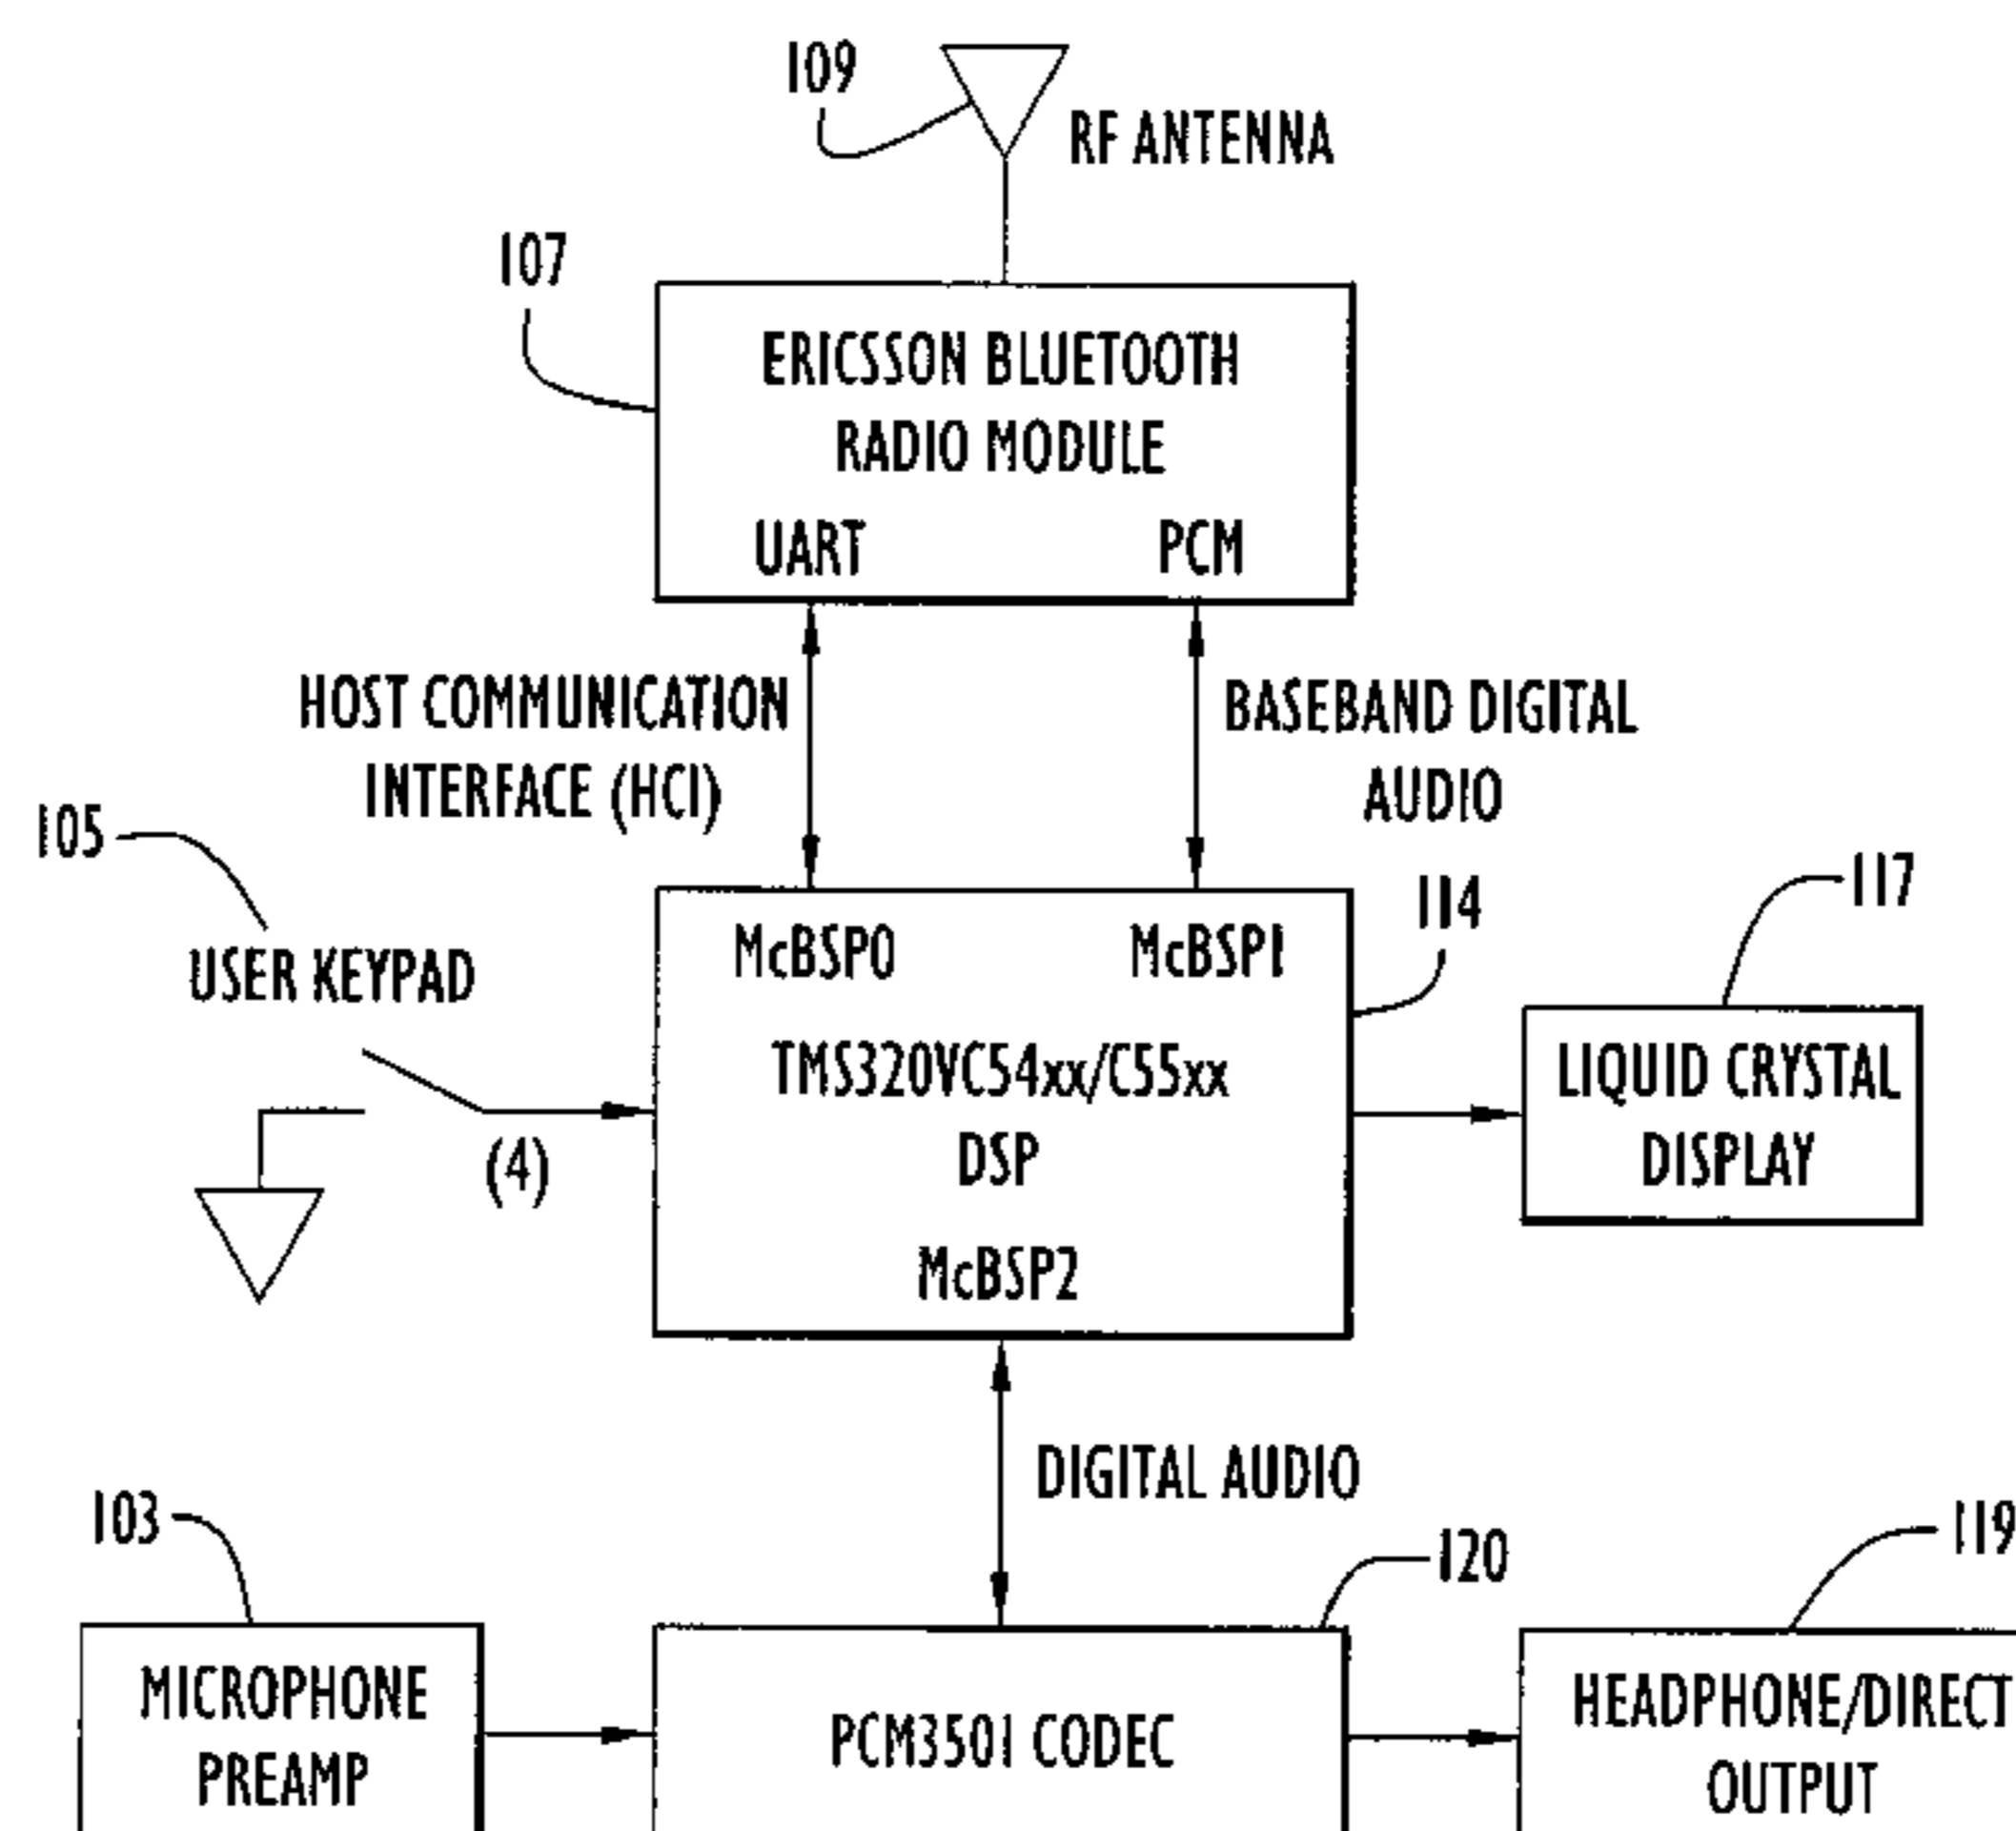 109
RF ANTENNA
107
ERICSSON BLUETOOTH
RADIO MODULE
UART
PCM
HOST COMMUNICATION
INTERFACE (HCI)
BASEBAND DIGITAL
AUDIO
105
USER KEYPAD
(4)
McBSP0
McBSP1
TMS320VC54xx/C55xx
DSP
McBSP2
114
117
LIQUID CRYSTAL
DISPLAY
DIGITAL AUDIO
103
MICROPHONE
PREAMP
120
PCM3501 CODEC
119
HEADPHONE/DIRECT
OUTPUT